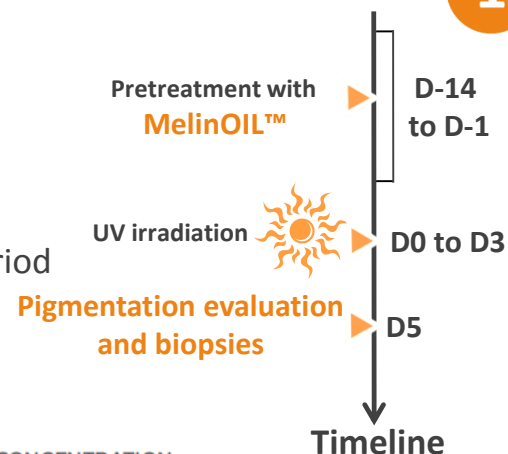 Pretreatment with
MelinOIL™
D-14
to D-1
UV irradiation
D0 to D3
Pigmentation evaluation
and biopsies
D5
Timeline